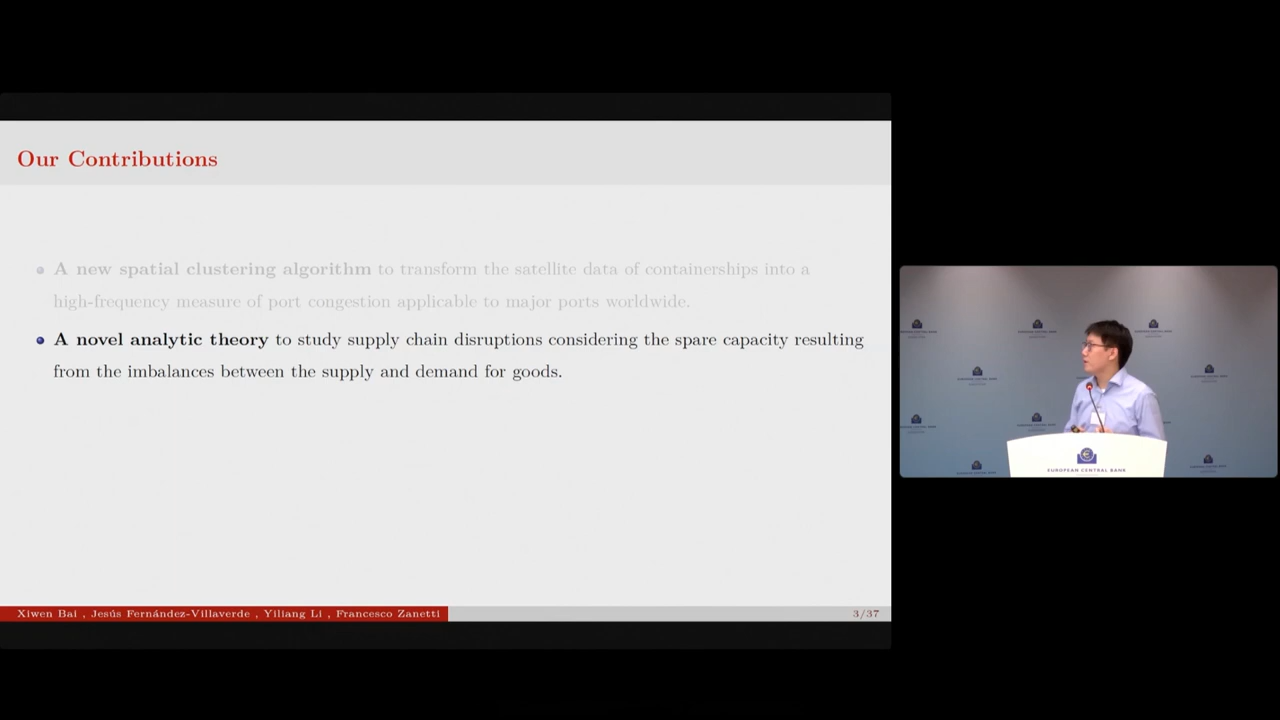 Our Contributions
A new spatial clustering algorithm to transform the satellite data of containerships into a
high-frequency measure of port congestion applicable to major ports worldwide.
A novel analytic theory to study supply chain disruptions considering the spare capacity resulting
from the imbalances between the supply and demand for goods.
Xiwen Bai , Jesús Fernández-Villaverde , Yiliang Li , Francesco Zanetti
3/37
EUROPEAN CENTRAL BANK